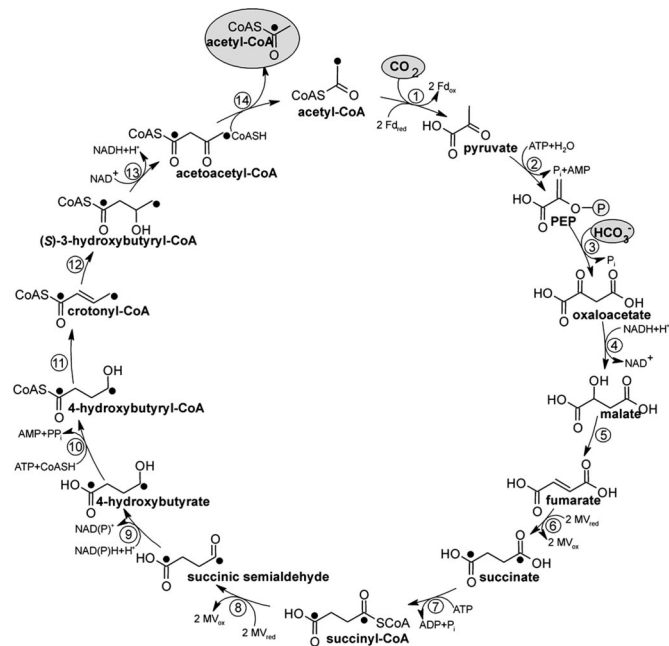 CoAS
O
acetyl-CoA
CoAS
O
acetyl-CoA
CO2
2 Fdox
1
2 Fdred
HO
O
O
pyruvate
ATP+H2O
2
Pi+AMP
HO
O
O
P
PEP
HCO3-
3
Pi
HO
O
O
O
OH
oxaloacetate
NADH+H+
4
NAD+
HO
O
OH
O
OH
malate
5
HO
O
O
OH
fumarate
6
2 MVred
2 MVox
HO
O
O
OH
succinate
7
ATP
ADP+Pi
HO
O
O
SCoA
succinyl-CoA
8
2 MVox
2 MVred
HO
O
O
succinic semialdehyde
9
NAD(P)+
NAD(P)H+H+
HO
O
OH
4-hydroxybutyrate
10
AMP+PPi
ATP+CoASH
CoAS
O
OH
4-hydroxybutyryl-CoA
11
CoAS
O
crotonyl-CoA
12
CoAS
O
OH
(S)-3-hydroxybutyryl-CoA
13
NADH+H+
NAD+
CoAS
O
O
acetoacetyl-CoA
14
CoASH